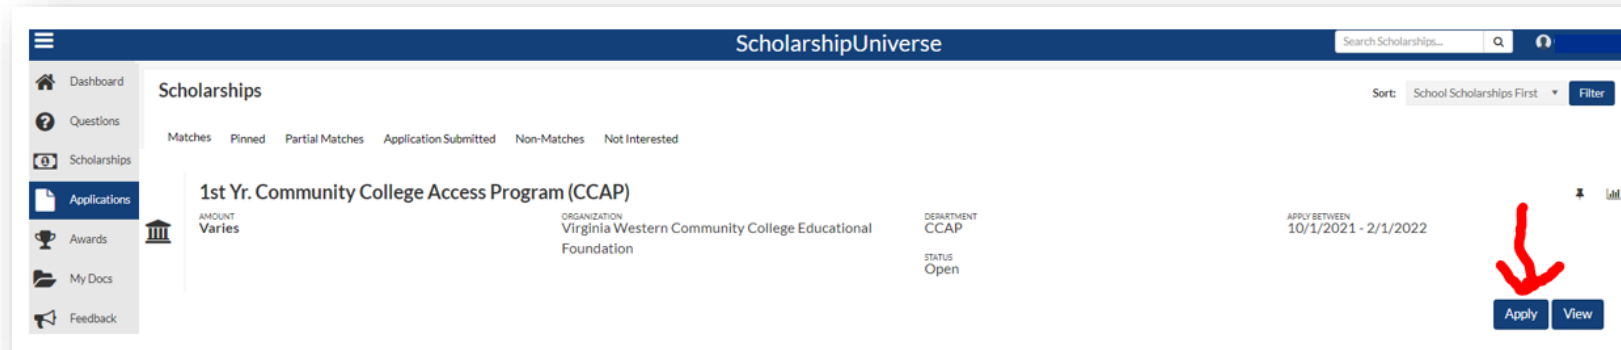 ScholarshipUniverse
Search Scholarships...
Dashboard
Questions
Scholarships
Applications
Awards
My Docs
Feedback
Scholarships
Sort: School Scholarships First Filter
Matches Pinned Partial Matches Application Submitted Non-Matches Not Interested
1st Yr. Community College Access Program (CCAP)
AMOUNT
Varies
ORGANIZATION
Virginia Western Community College Educational
Foundation
DEPARTMENT
CCAP
STATUS
Open
APPLY BETWEEN
10/1/2021 - 2/1/2022
Apply View